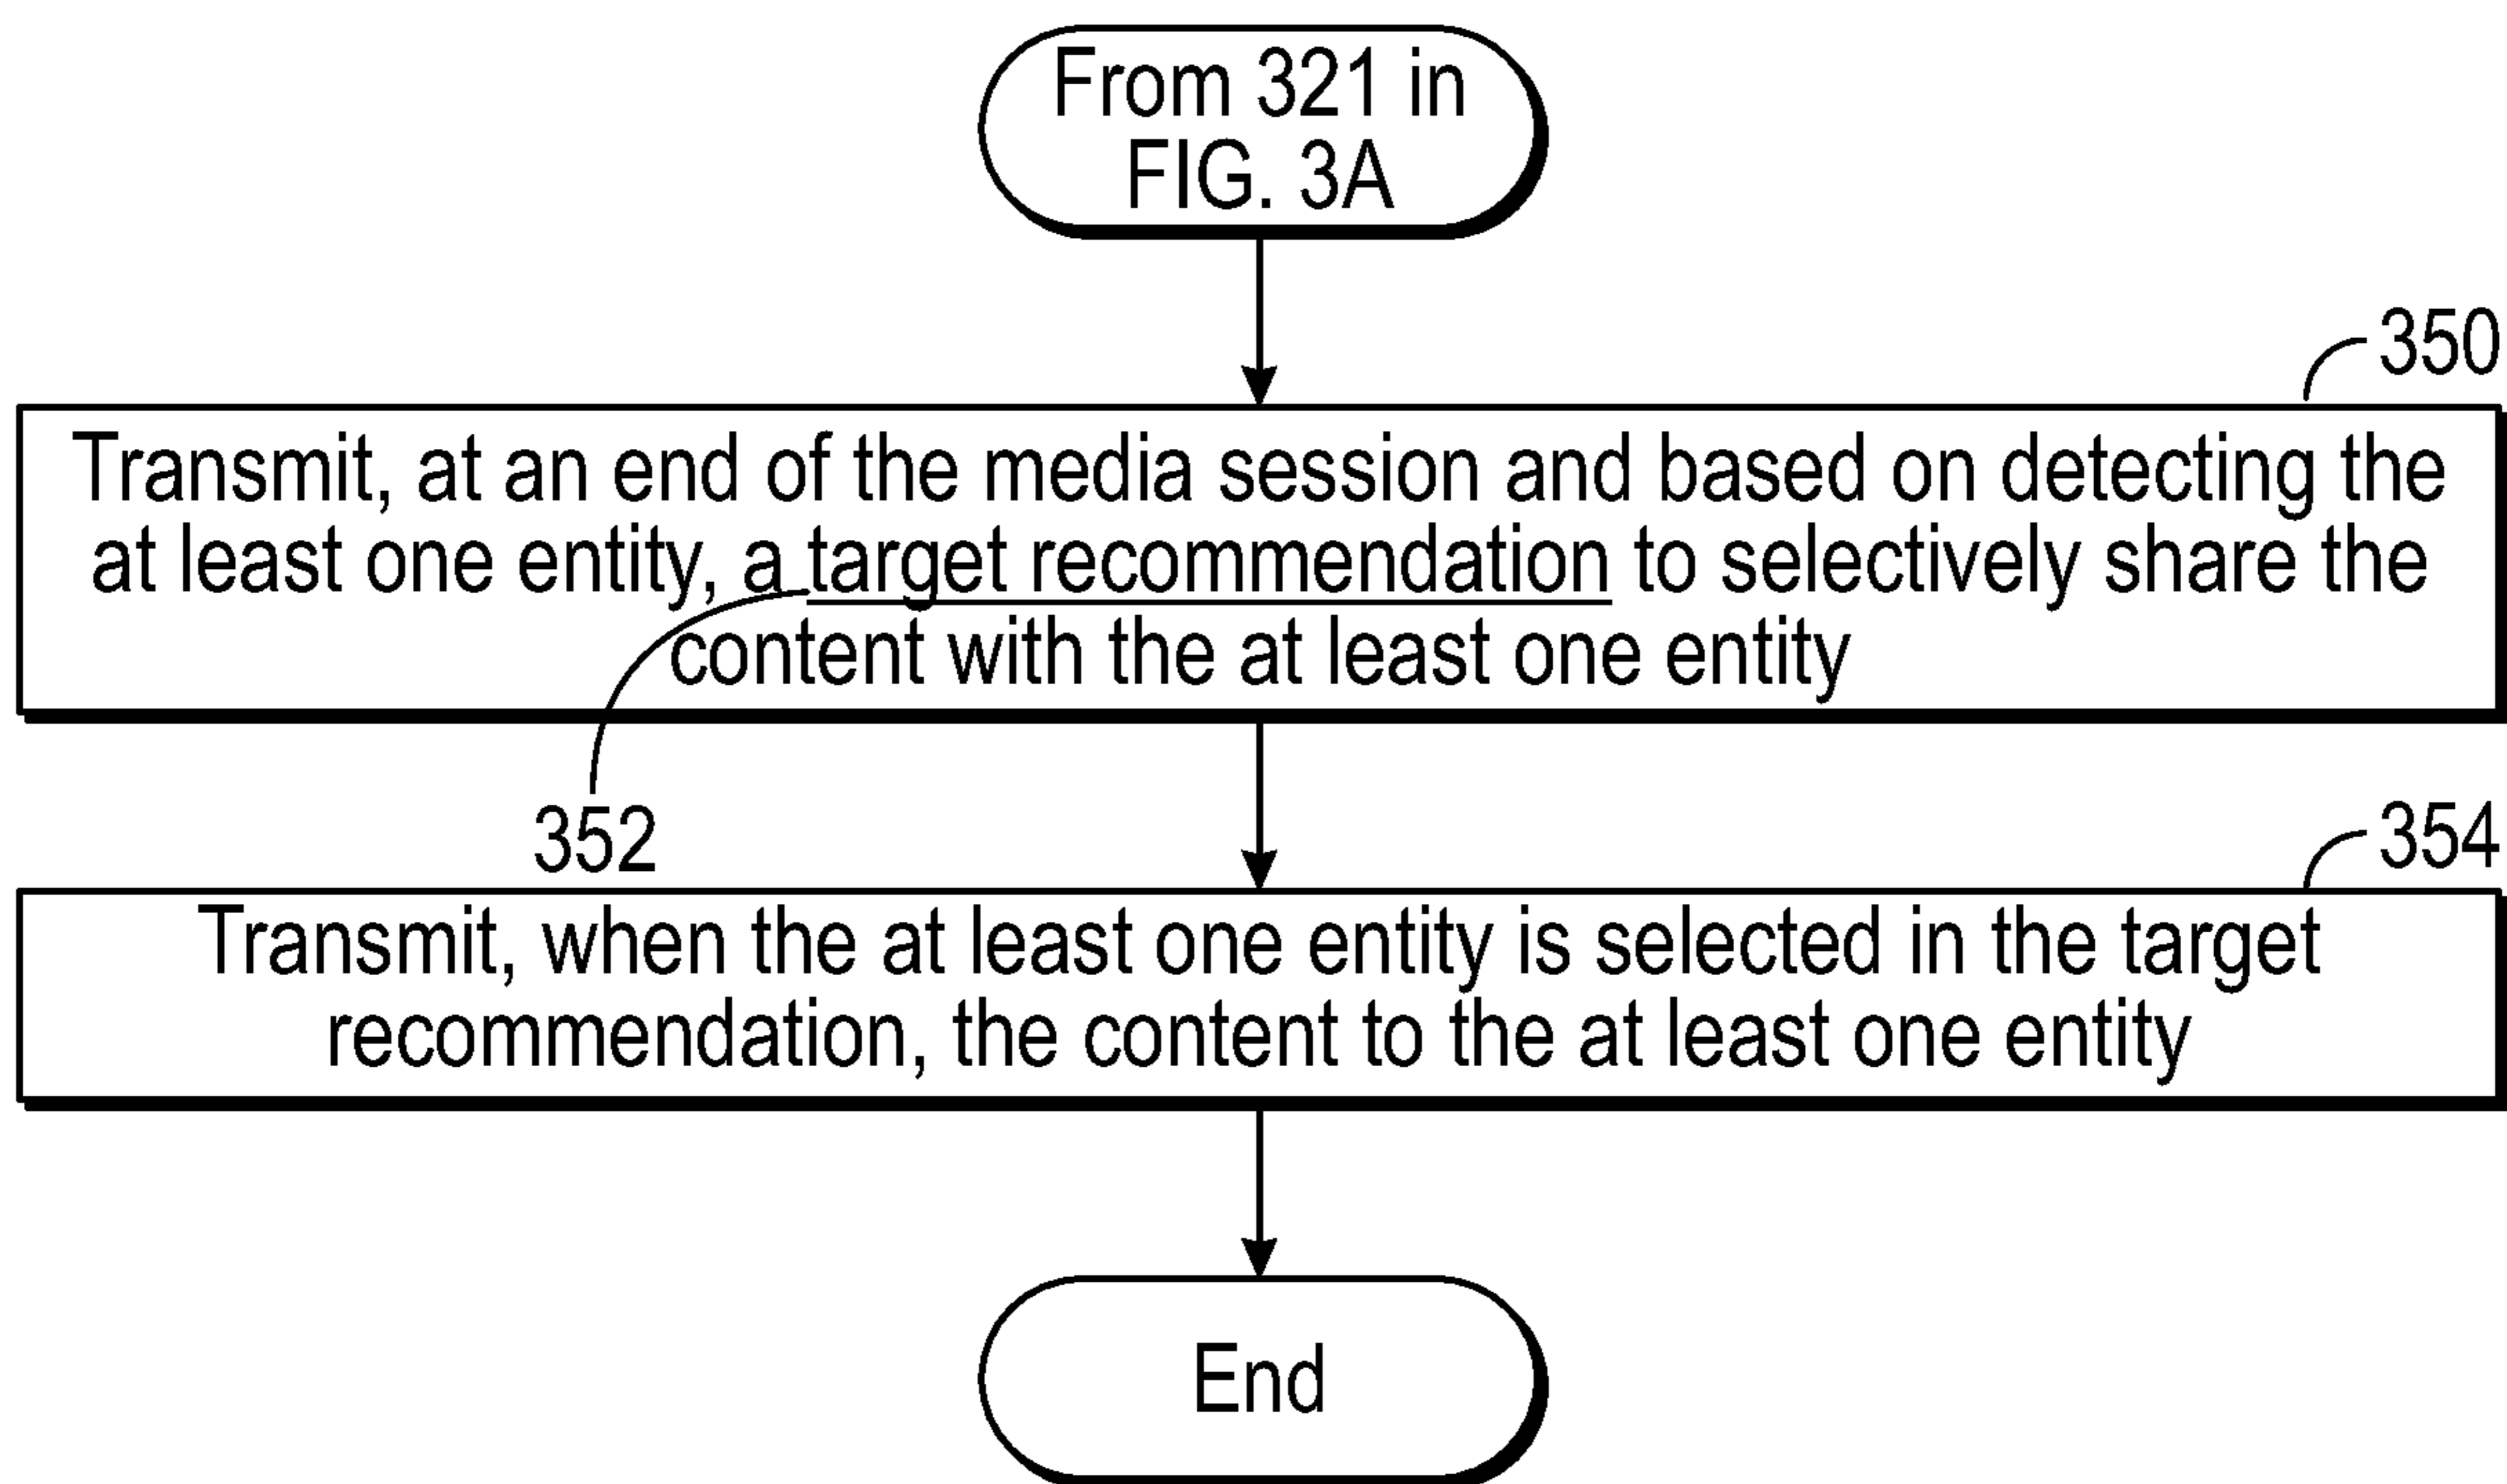 From 321 in
FIG. 3A
350
Transmit, at an end of the media session and based on detecting the
at least one entity, a target recommendation to selectively share the
content with the at least one entity
352
354
Transmit, when the at least one entity is selected in the target
recommendation, the content to the at least one entity
End